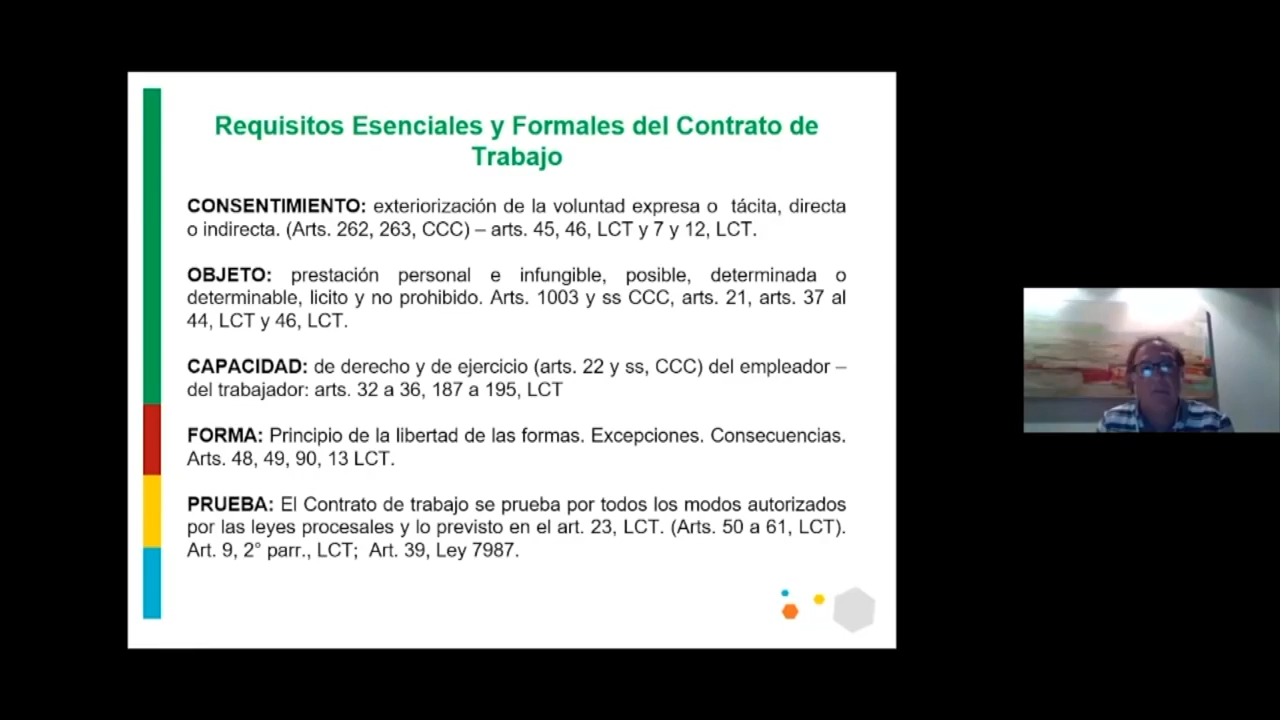 Requisitos Esenciales y Formales del Contrato de
Trabajo
CONSENTIMIENTO: exteriorización de la voluntad expresa o tácita, directa
o indirecta. (Arts. 262, 263, CCC) – arts. 45, 46, LCT y 7 y 12, LCT.
OBJETO: prestación personal e infungible, posible, determinada o
determinable, licito y no prohibido. Arts. 1003 y ss CCC, arts. 21, arts. 37 al
44, LCT y 46, LCT.
CAPACIDAD: de derecho y de ejercicio (arts. 22 y ss, CCC) del empleador –
del trabajador: arts. 32 a 36, 187 a 195, LCT
FORMA: Principio de la libertad de las formas. Excepciones. Consecuencias.
Arts. 48, 49, 90, 13 LCT.
PRUEBA: El Contrato de trabajo se prueba por todos los modos autorizados
por las leyes procesales y lo previsto en el art. 23, LCT. (Arts. 50 a 61, LCT).
Art. 9, 2° parr., LCT; Art. 39, Ley 7987.